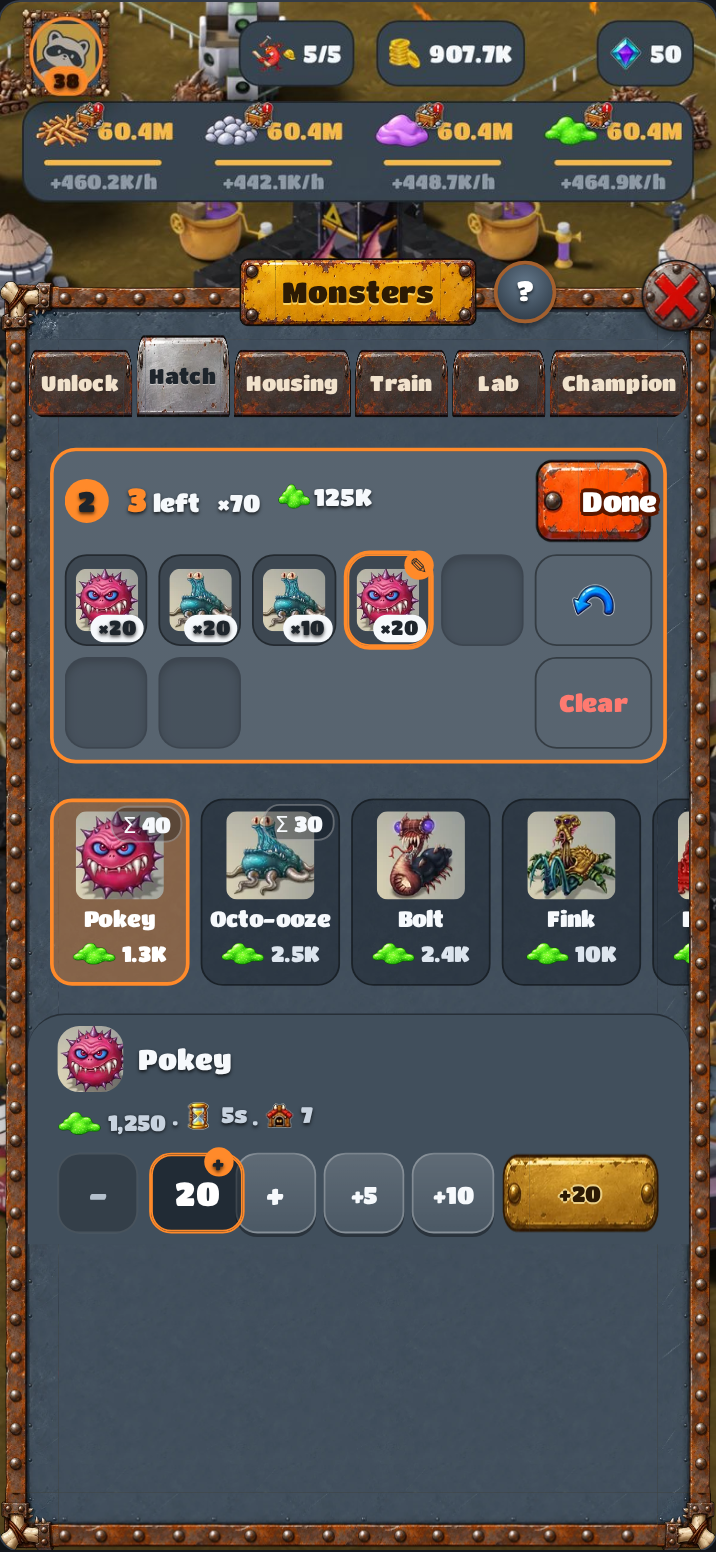 38
5/5
907.7K
50
60.4M
60.4M
60.4M
60.4M
+460.2K/h
+442.1K/h
+448.7K/h
+464.9K/h
Monsters
?
Unlock
Hatch
Housing
Train
Lab
Champion
2
3 left
×70
125K
Done
×20
×20
×10
×20
Clear
Σ 40
Σ 30
Pokey
Octo-ooze
Bolt
Fink
1.3K
2.5K
2.4K
10K
Pokey
1,250 · 5s . 7
-
20
+
+
+5
+10
+20